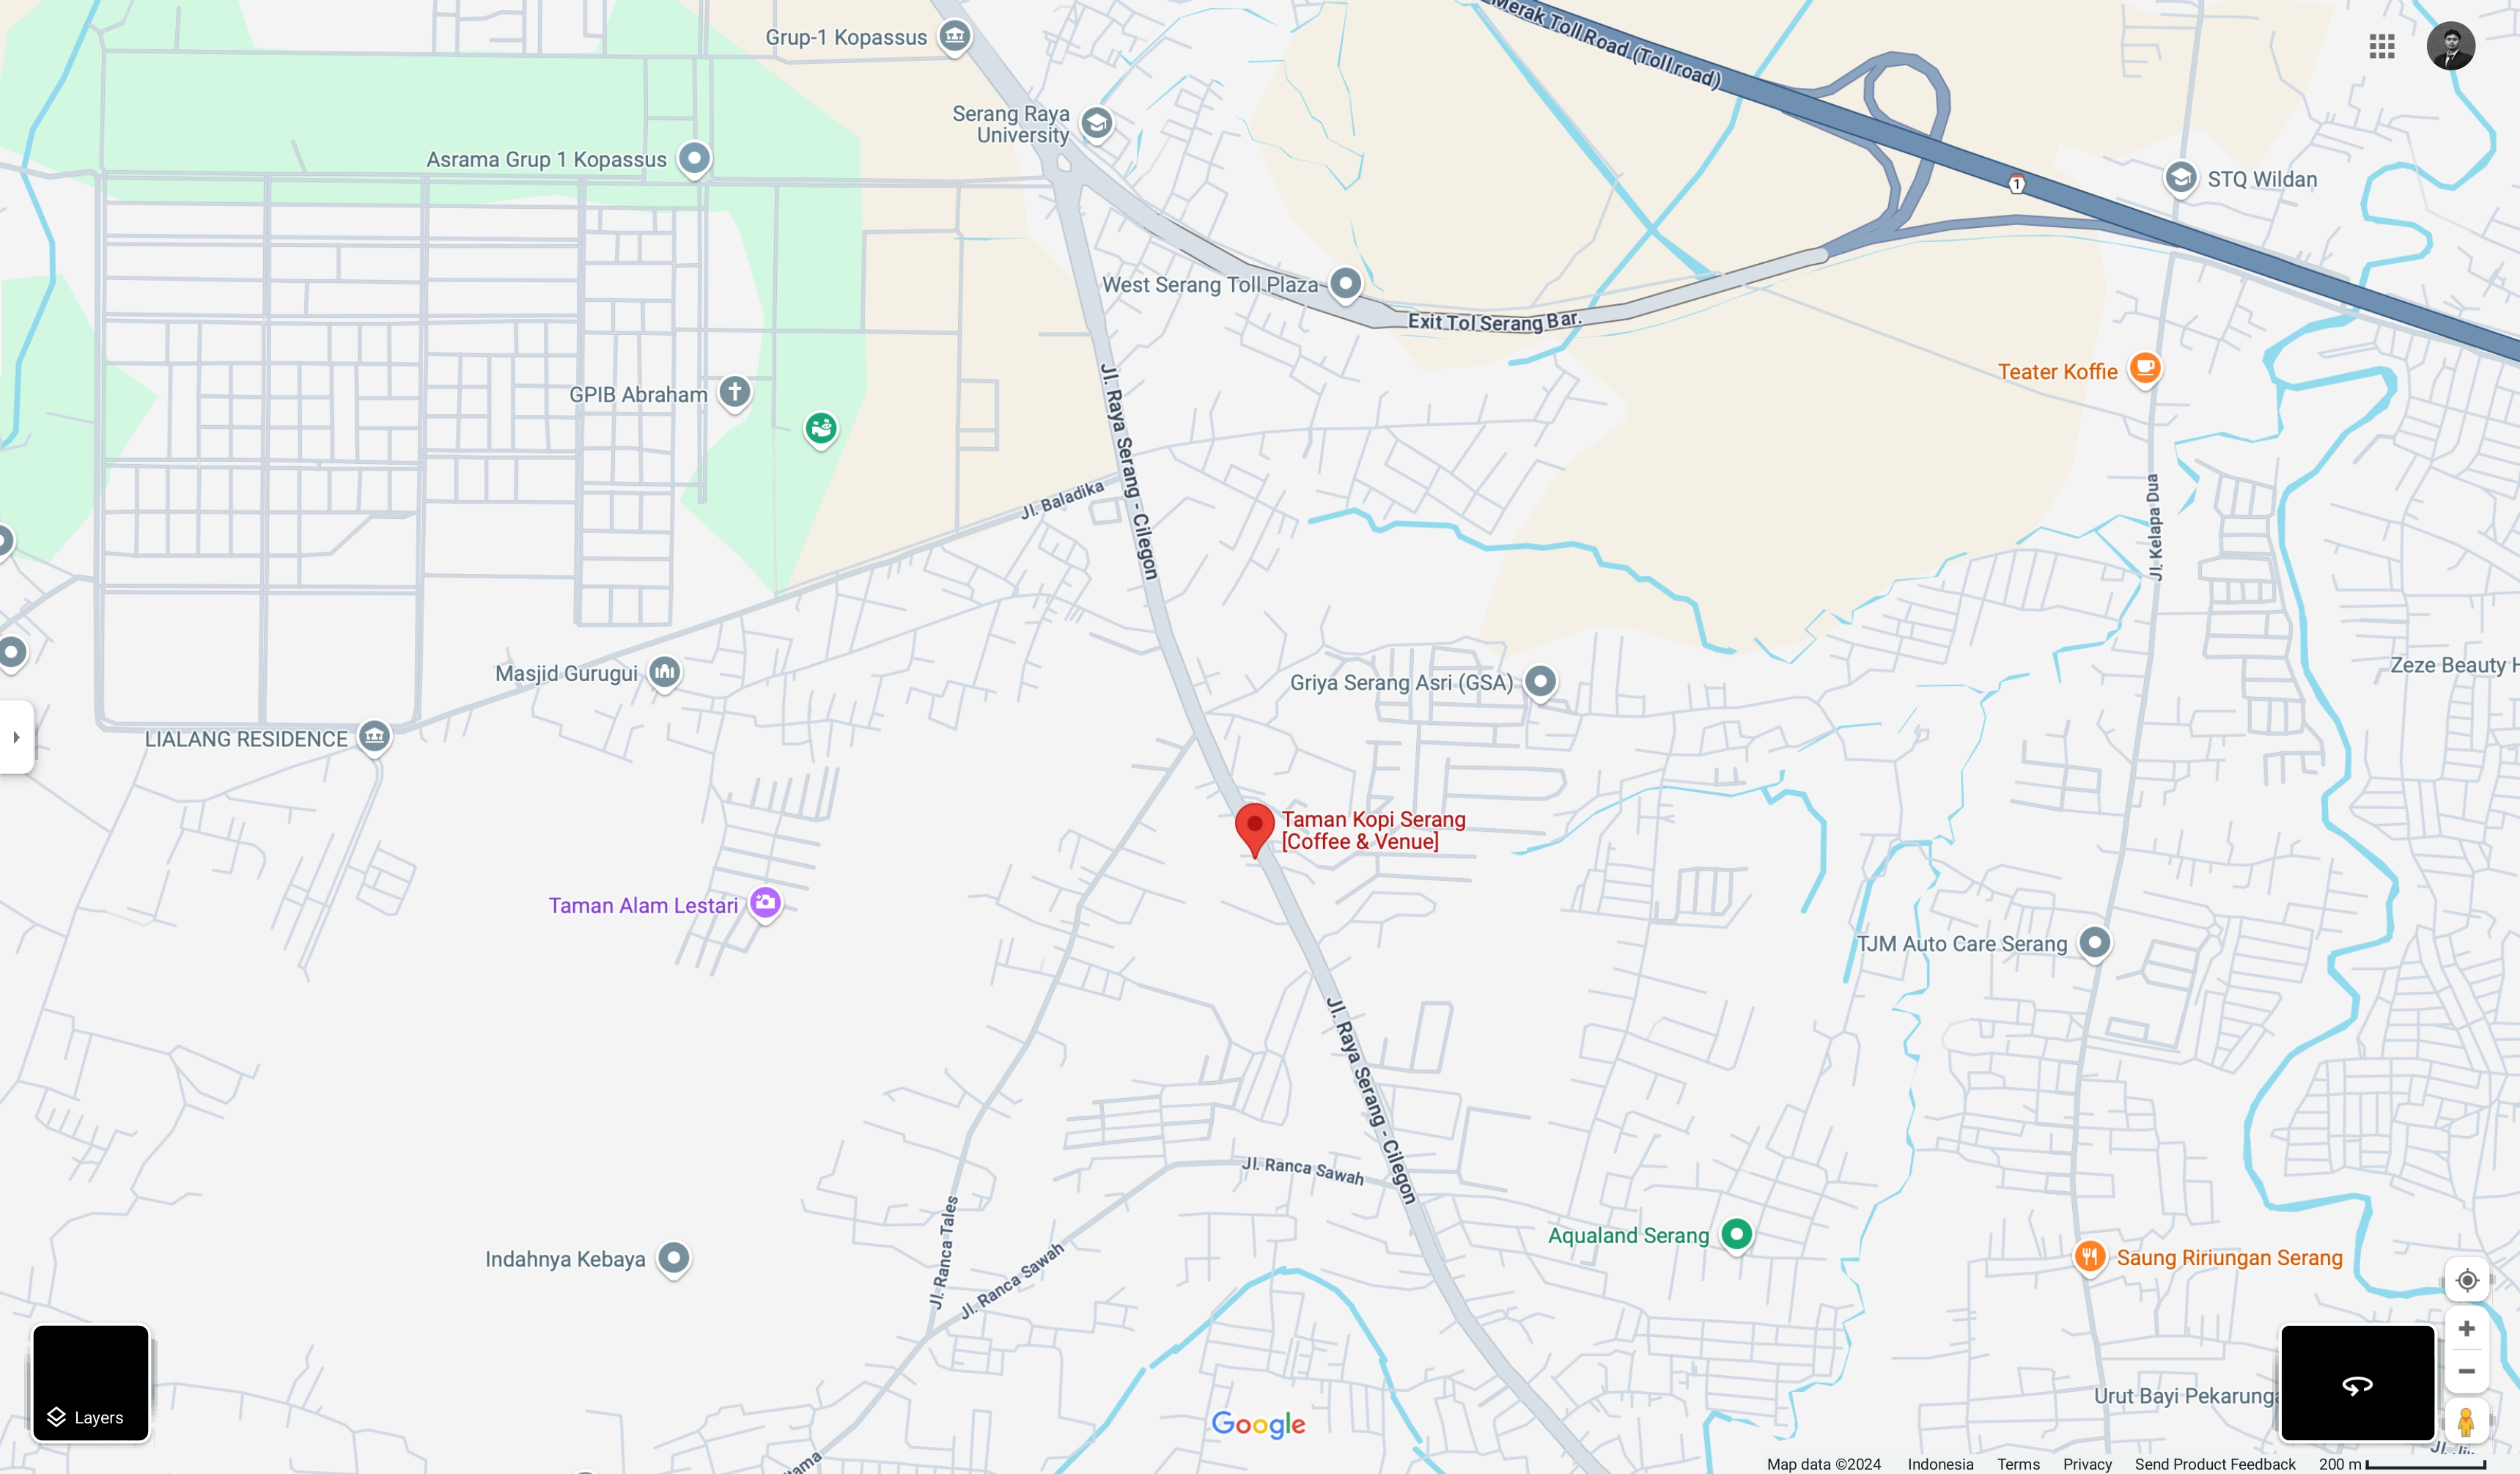 Merak Toll Road (Toll road)
Grup-1 Kopassus
Serang Raya
University
Asrama Grup 1 Kopassus
1
STQ Wildan
West Serang Toll Plaza
Exit Tol Serang Bar.
Teater Koffie
GPIB Abraham
Jl. Raya Serang - Cilegon
Jl. Baladika
Jl. Kelapa Dua
Masjid Gurugui
Griya Serang Asri (GSA)
Zeze Beauty H
LIALANG RESIDENCE
Taman Kopi Serang
[Coffee & Venue]
Taman Alam Lestari
TJM Auto Care Serang
Jl. Raya Serang - Cilegon
Jl. Ranca Sawah
Jl. Ranca Tales
Jl. Ranca Sawah
Indahnya Kebaya
Aqualand Serang
Saung Ririungan Serang
Urut Bayi Pekarunga
Layers
Google
Map data ©2024 Indonesia Terms Privacy Send Product Feedback 200 m